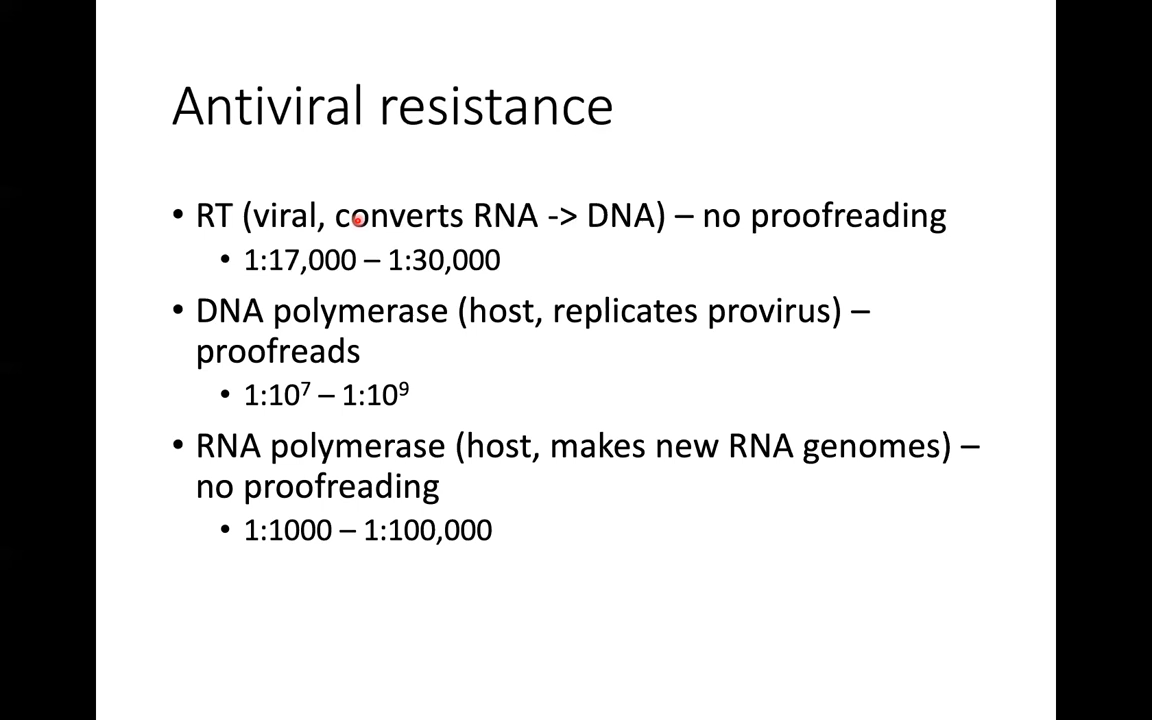 Antiviral resistance
• RT (viral, converts RNA -> DNA) – no proofreading
• 1:17,000 – 1:30,000
• DNA polymerase (host, replicates provirus) –
proofreads
• 1:10⁷ – 1:10⁹
• RNA polymerase (host, makes new RNA genomes) –
no proofreading
• 1:1000 – 1:100,000